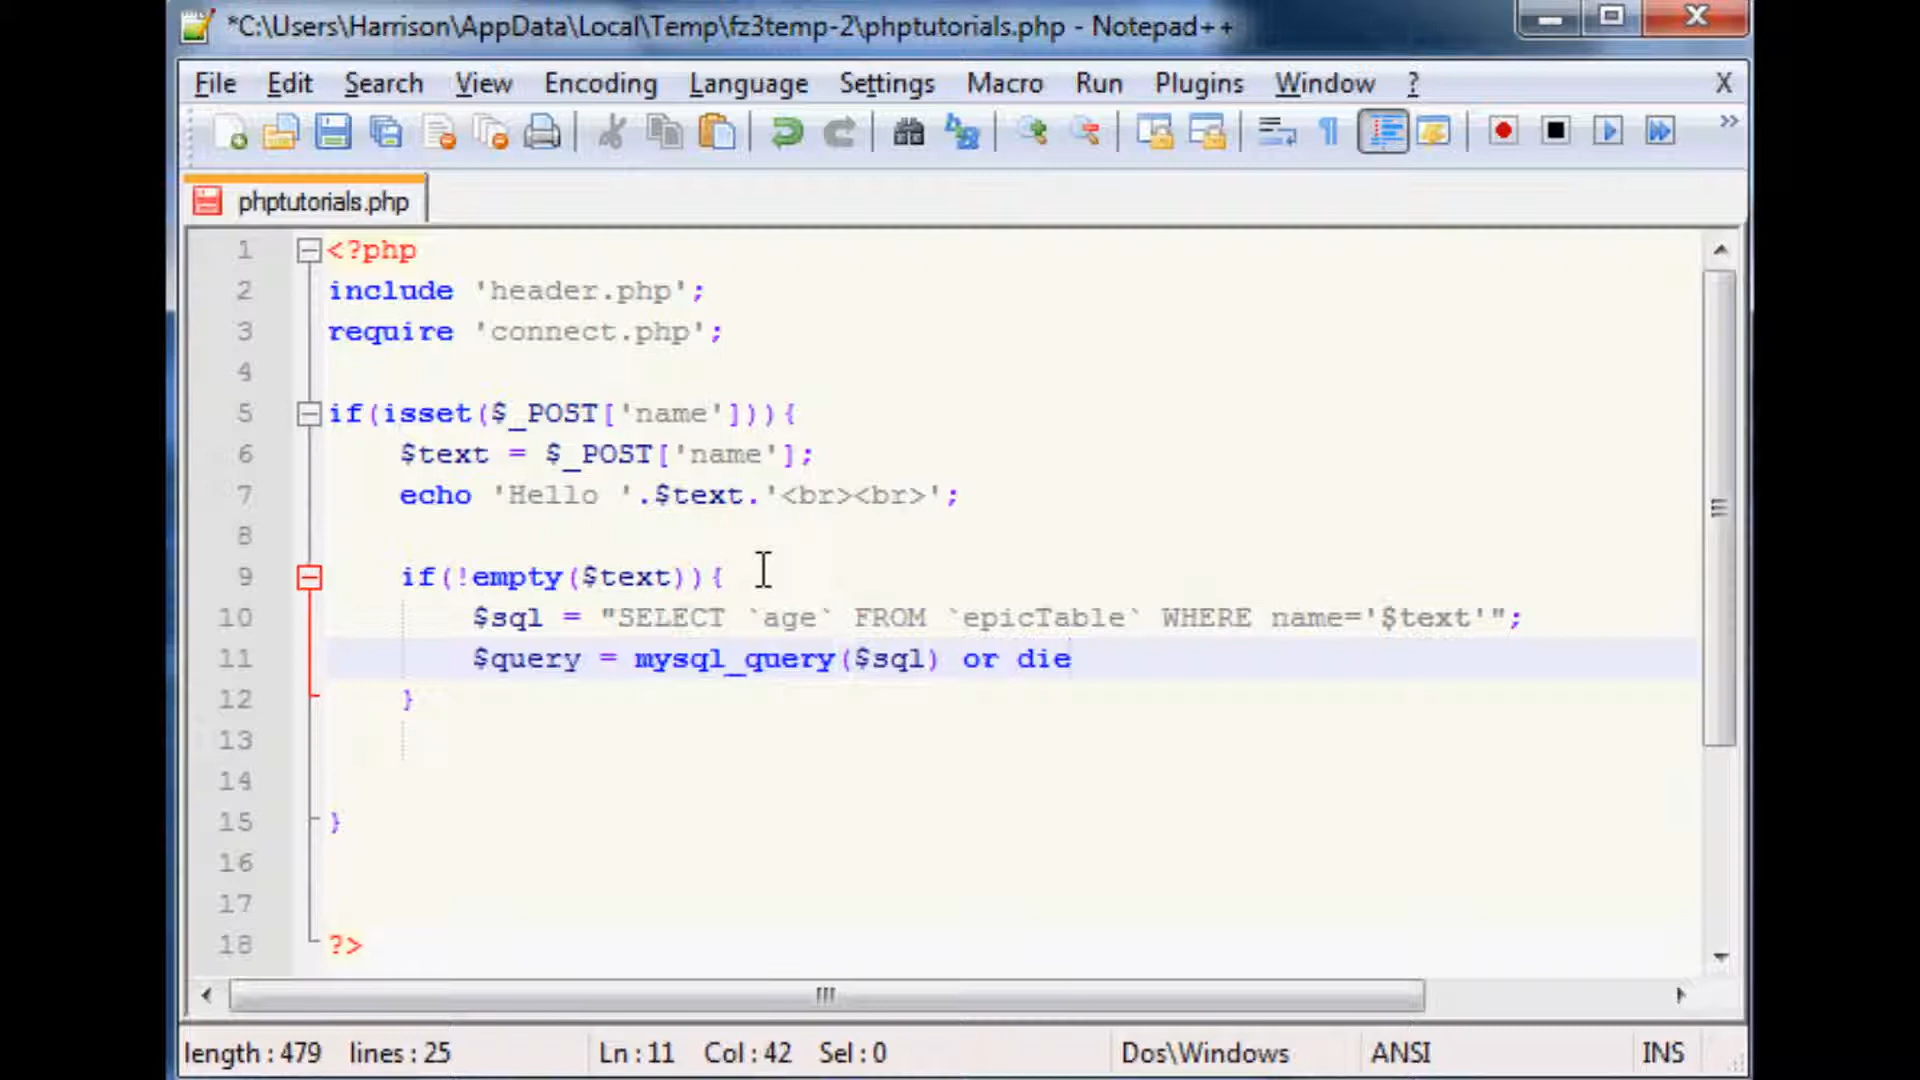 *C:\Users\Harrison\AppData\Local\Temp\fz3temp-2\phptutorials.php - Notepad++
File Edit Search View Encoding Language Settings Macro Run Plugins Window ? X
phptutorials.php
1 <?php
2 include 'header.php';
3 require 'connect.php';
4
5 if(isset($_POST['name'])){
6 $text = $_POST['name'];
7 echo 'Hello '.$text.'<br><br>';
8
9 if(!empty($text)){
10 $sql = "SELECT `age` FROM `epicTable` WHERE name='$text'";
11 $query = mysql_query($sql) or die
12 }
13
14
15 }
16
17
18 ?>
length : 479 lines : 25 Ln : 11 Col : 42 Sel : 0 Dos\Windows ANSI INS